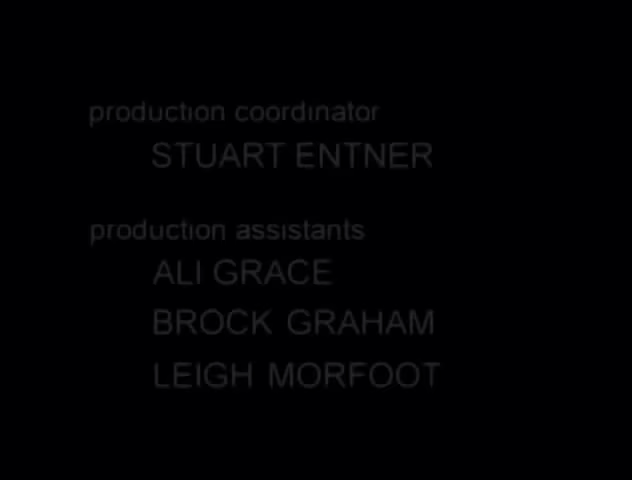 production coordinator
STUART ENTNER
production assistants
ALI GRACE
BROCK GRAHAM
LEIGH MORFOOT